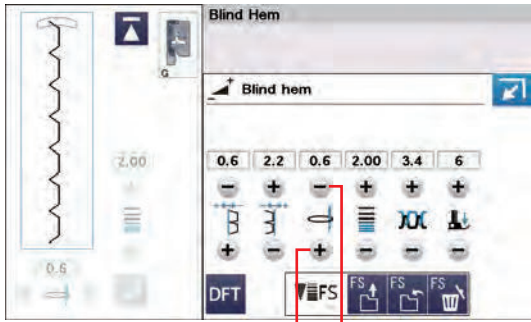 Blind Hem
G
Blind hem
2.00
0.6 2.2 0.6 2.00 3.4 6
0.6
DFT FS FS FS FS